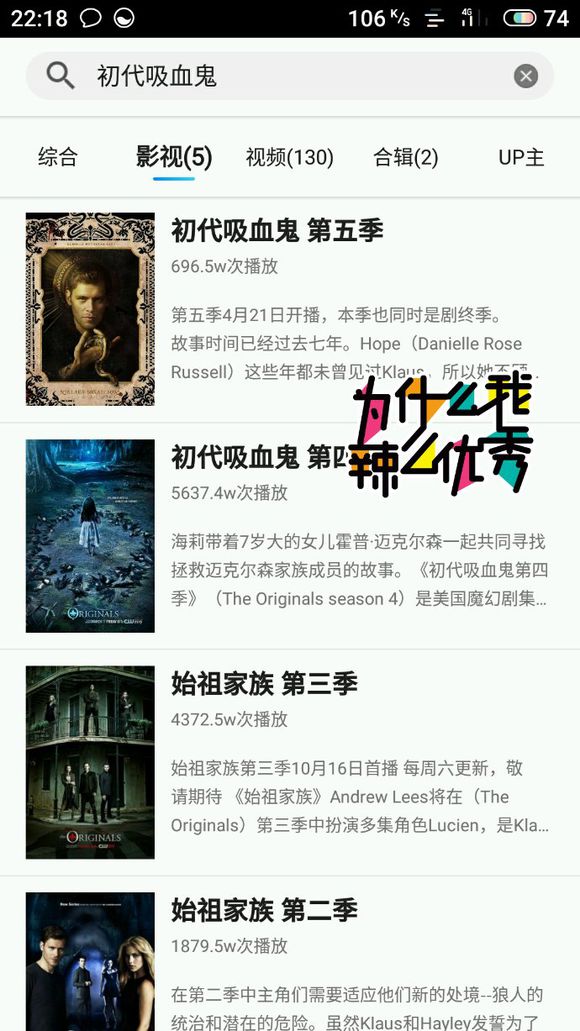 22:18
106 K/s 4G 74
初代吸血鬼
综合 影视(5) 视频(130) 合辑(2) UP主
初代吸血鬼 第五季
696.5w次播放
第五季4月21日开播，本季也同时是剧终季。
故事时间已经过去七年。Hope（Danielle Rose
Russell）这些年都未曾见过Klaus，所以她不顾...
为什么我
辣么优秀
初代吸血鬼 第四
5637.4w次播放
海莉带着7岁大的女儿霍普·迈克尔森一起共同寻找
拯救迈克尔森家族成员的故事。《初代吸血鬼第四
季》（The Originals season 4）是美国魔幻剧集...
ORIGINALS
始祖家族 第三季
4372.5w次播放
始祖家族第三季10月16日首播 每周六更新，敬
请期待 《始祖家族》Andrew Lees将在（The
Originals）第三季中扮演多集角色Lucien，是Kla...
the ORIGINALS
始祖家族 第二季
1879.5w次播放
在第二季中主角们需要适应他们新的处境--狼人的
统治和潜在的危险。虽然Klaus和Hayley发誓为了